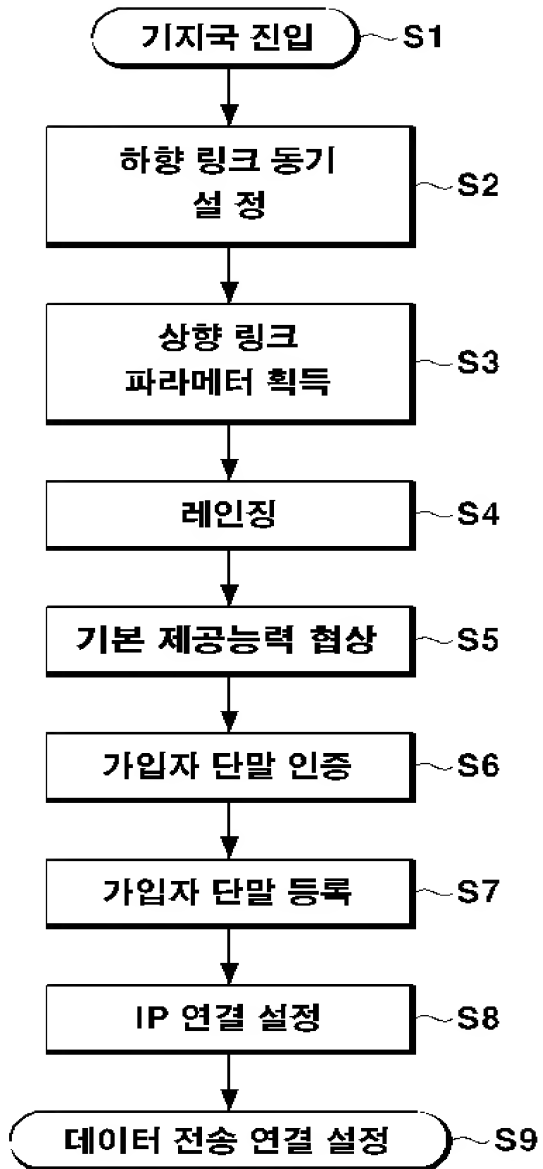 기지국 진입 S1
하향 링크 동기
설 정 S2
상향 링크
파라메터 획득 S3
레인징 S4
기본 제공능력 협상 S5
가입자 단말 인증 S6
가입자 단말 등록 S7
IP 연결 설정 S8
데이터 전송 연결 설정 S9